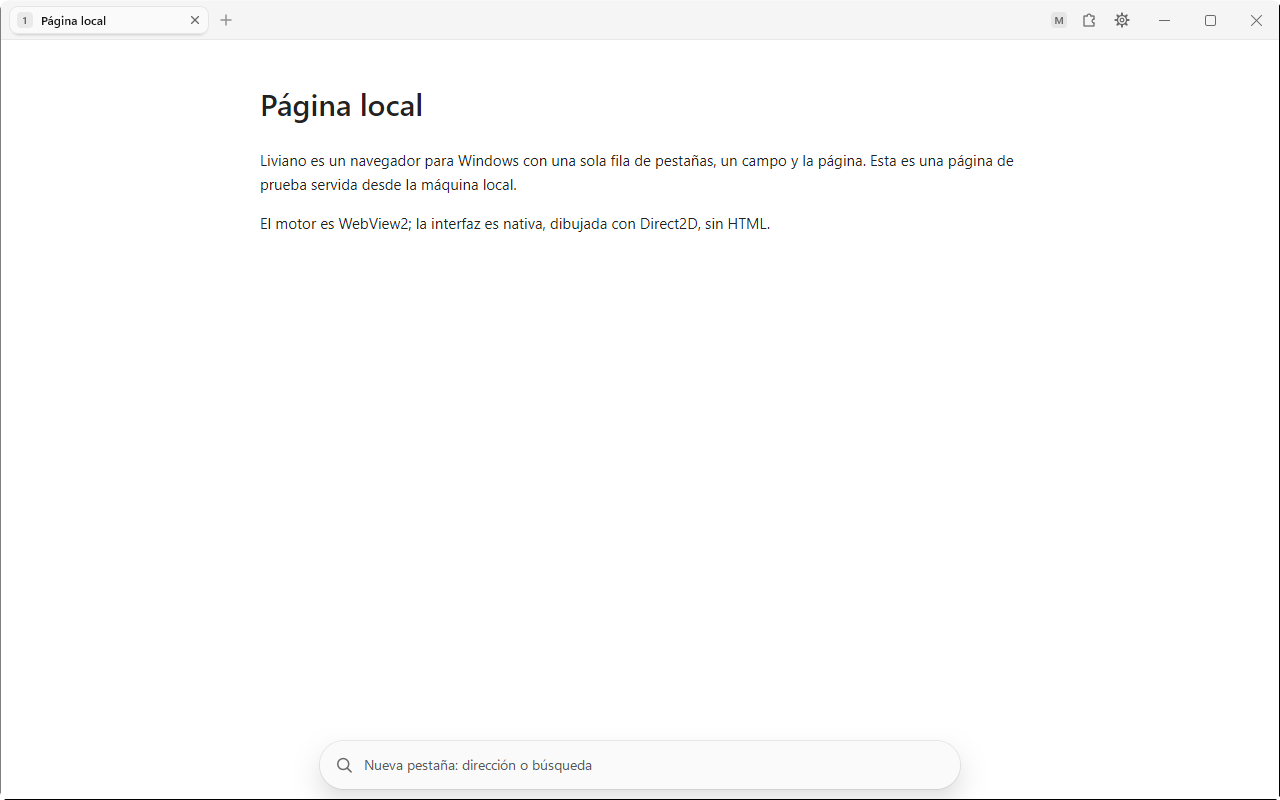 1 Página local
M
Página local
Liviano es un navegador para Windows con una sola fila de pestañas, un campo y la página. Esta es una página de
prueba servida desde la máquina local.
El motor es WebView2; la interfaz es nativa, dibujada con Direct2D, sin HTML.
Nueva pestaña: dirección o búsqueda